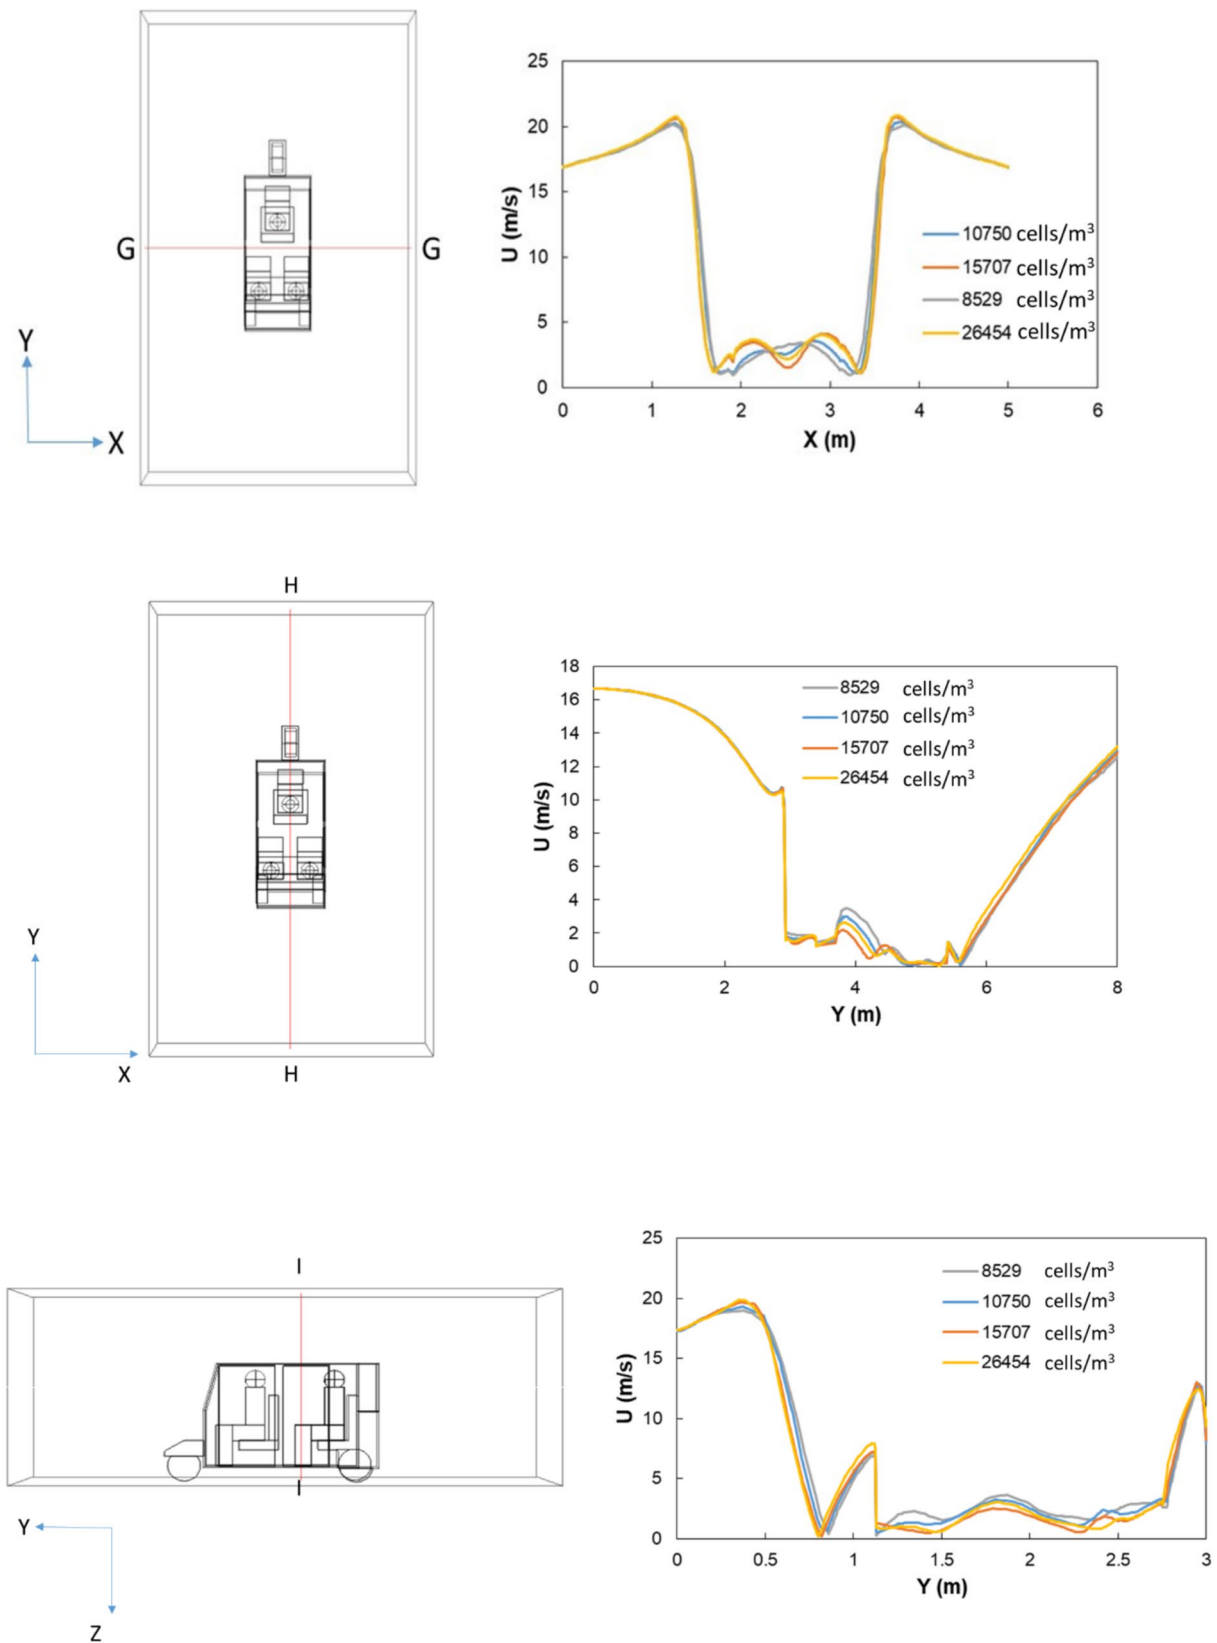 G
G
Y
X
25
20
15
10
5
0
U (m/s)
10750 cells/m³
15707 cells/m³
8529 cells/m³
26454 cells/m³
0 1 2 3 4 5 6
X (m)
H
H
Y
X
18
16
14
12
10
8
6
4
2
0
U (m/s)
8529 cells/m³
10750 cells/m³
15707 cells/m³
26454 cells/m³
0 2 4 6 8
Y (m)
I
I
Y
Z
25
20
15
10
5
0
U (m/s)
8529 cells/m³
10750 cells/m³
15707 cells/m³
26454 cells/m³
0 0.5 1 1.5 2 2.5 3
Y (m)